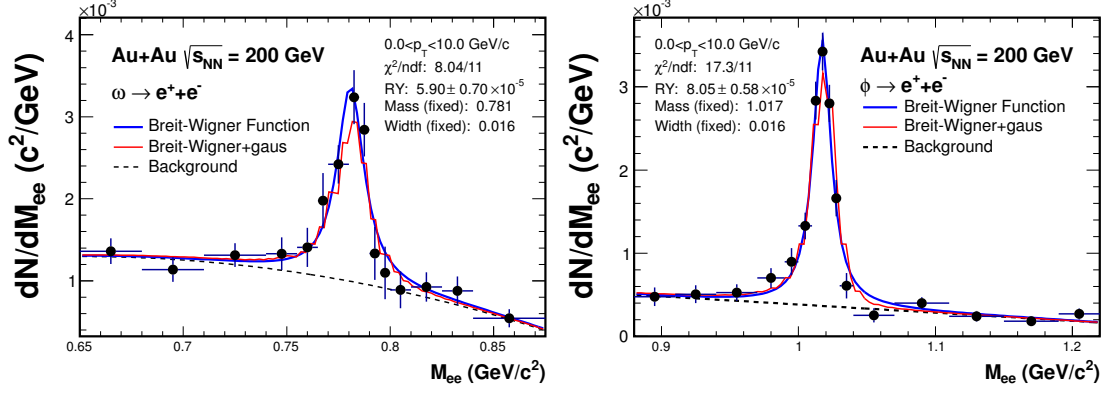 ×10⁻³
4
3
2
1
dN/dM_ee (c²/GeV)
Au+Au √s_NN = 200 GeV
ω → e⁺+e⁻
Breit-Wigner Function
Breit-Wigner+gaus
Background
0.0<p_T<10.0 GeV/c
χ²/ndf: 8.04/11
RY: 5.90± 0.70 ×10⁻⁵
Mass (fixed): 0.781
Width (fixed): 0.016
0.65 0.7 0.75 0.8 0.85
M_ee (GeV/c²)
×10⁻³
3
2
1
0
dN/dM_ee (c²/GeV)
0.0<p_T<10.0 GeV/c
χ²/ndf: 17.3/11
RY: 8.05± 0.58 ×10⁻⁵
Mass (fixed): 1.017
Width (fixed): 0.016
Au+Au √s_NN = 200 GeV
ϕ → e⁺+e⁻
Breit-Wigner Function
Breit-Wigner+gaus
Background
0.9 1 1.1 1.2
M_ee (GeV/c²)